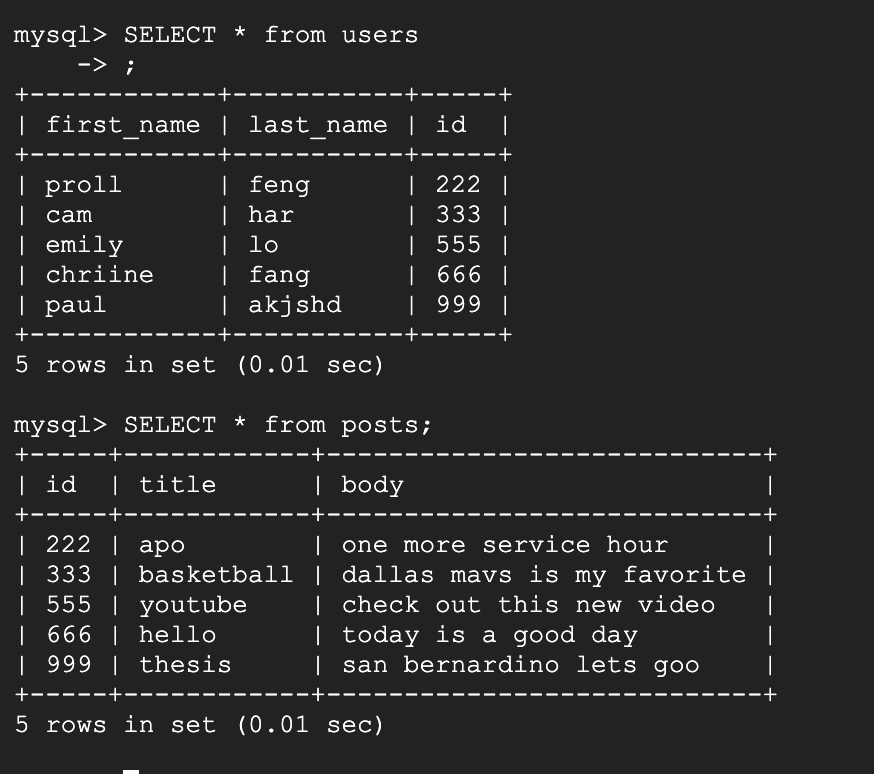 mysql> SELECT * from users
    -> ;
+------------+-----------+-----+
| first_name | last_name | id  |
+------------+-----------+-----+
| proll      | feng      | 222 |
| cam        | har       | 333 |
| emily      | lo        | 555 |
| chriine    | fang      | 666 |
| paul       | akjshd    | 999 |
+------------+-----------+-----+
5 rows in set (0.01 sec)

mysql> SELECT * from posts;
+-----+------------+----------------------------+
| id  | title      | body                       |
+-----+------------+----------------------------+
| 222 | apo        | one more service hour      |
| 333 | basketball | dallas mavs is my favorite |
| 555 | youtube    | check out this new video   |
| 666 | hello      | today is a good day        |
| 999 | thesis     | san bernardino lets goo    |
+-----+------------+----------------------------+
5 rows in set (0.01 sec)